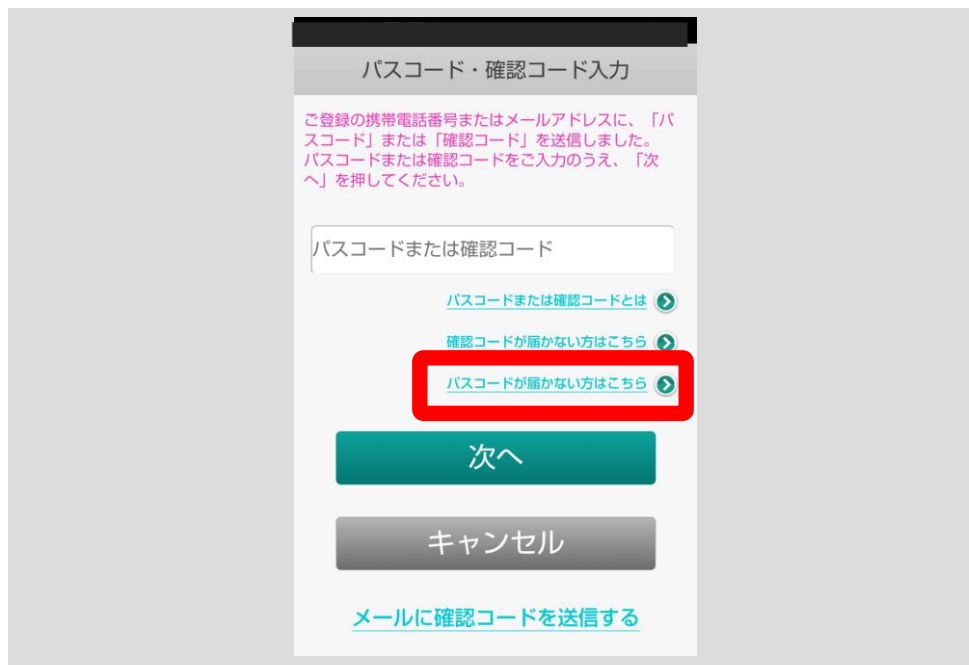 パスコード・確認コード入力
ご登録の携帯電話番号またはメールアドレスに、「パ
スコード」または「確認コード」を送信しました。
パスコードまたは確認コードをご入力のうえ、「次
へ」を押してください。
パスコードまたは確認コード
パスコードまたは確認コードとは
確認コードが届かない方はこちら
パスコードが届かない方はこちら
次へ
キャンセル
メールに確認コードを送信する